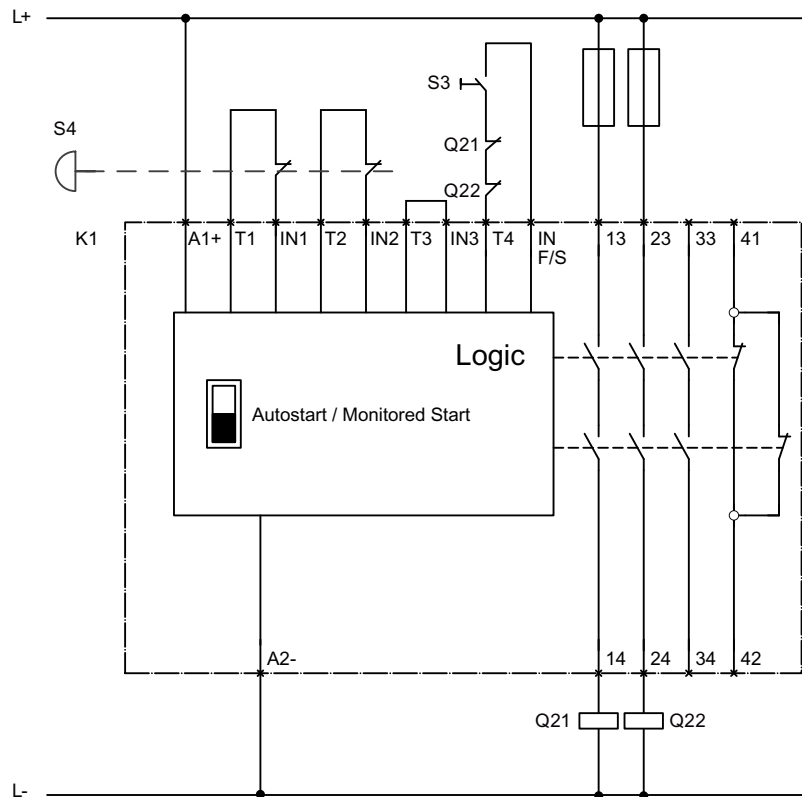 L+
S3
S4
Q21
Q22
K1
A1+ T1 IN1 T2 IN2 T3 IN3 T4 IN 13 23 33 41
F/S
Logic
Autostart / Monitored Start
A2- 14 24 34 42
Q21 Q22
L-